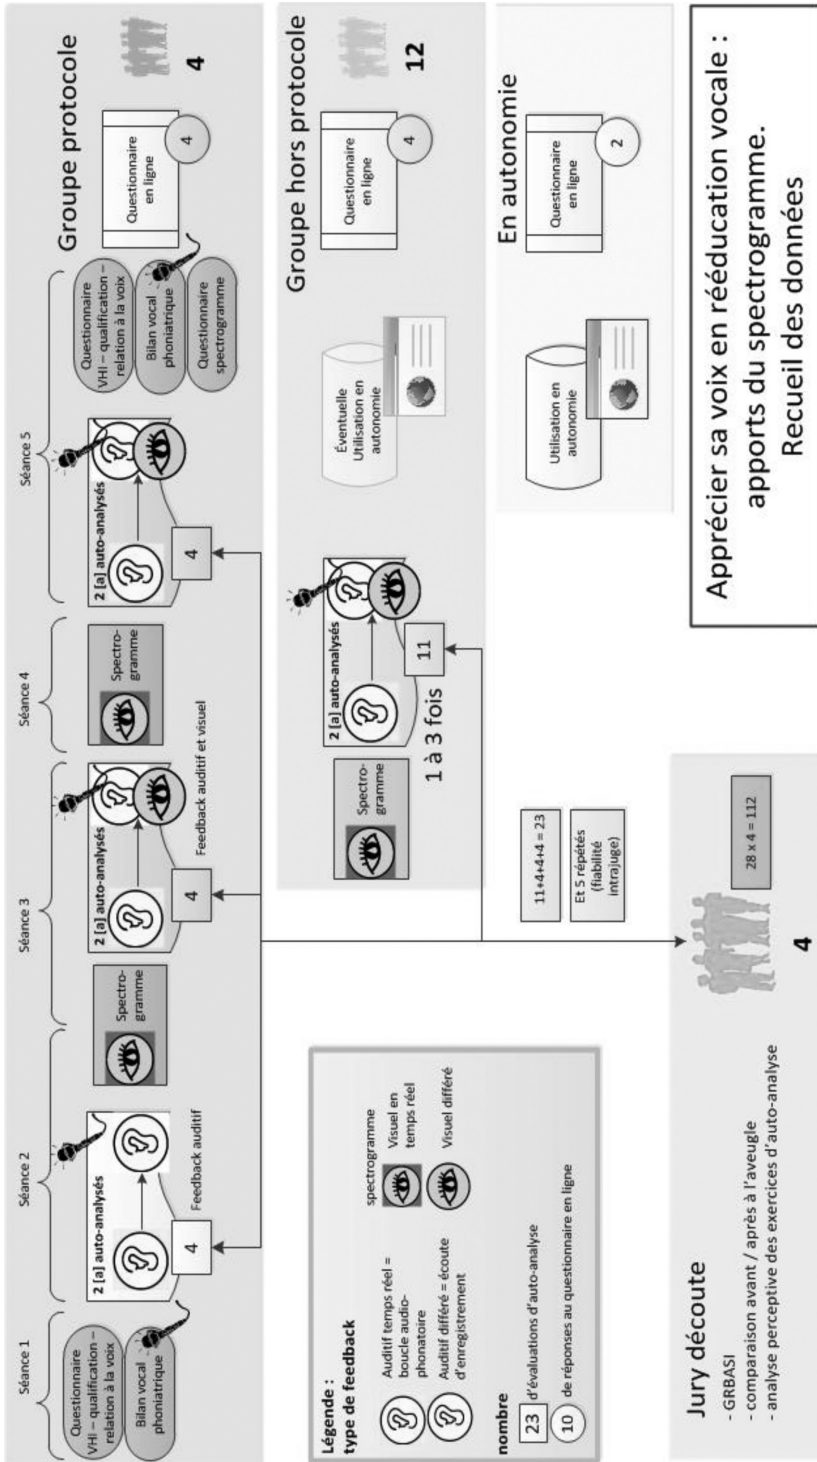 Séance 1
Séance 2
Séance 3
Séance 4
Séance 5
Groupe protocole
4
Questionnaire
VHI – qualification –
relation à la voix
Bilan vocal
phoniatrique
2 [a] auto-analysés
4
Feedback auditif
Spectro-
gramme
2 [a] auto-analysés
4
Feedback auditif et visuel
Spectro-
gramme
2 [a] auto-analysés
4
Questionnaire
VHI – qualification –
relation à la voix
Bilan vocal
phoniatrique
Questionnaire
spectrogramme
Questionnaire
en ligne
4
Groupe hors protocole
12
Spectro-
gramme
2 [a] auto-analysés
11
1 à 3 fois
Éventuelle
Utilisation en
autonomie
Questionnaire
en ligne
4
En autonomie
Utilisation en
autonomie
Questionnaire
en ligne
2
Légende :
type de feedback
Auditif temps réel =
boucle audio-
phonatoire
Auditif différé = écoute
d'enregistrement
spectrogramme
Visuel en
temps réel
Visuel différé
nombre
23
d'évaluations d'auto-analyse
10
de réponses au questionnaire en ligne
11+4+4+4 = 23
Et 5 répétés
(fiabilité
intrajuge)
Jury découte
- GRBASI
- comparaison avant / après à l'aveugle
- analyse perceptive des exercices d'auto-analyse
4
28 x 4 = 112
Apprécier sa voix en rééducation vocale :
apports du spectrogramme.
Recueil des données